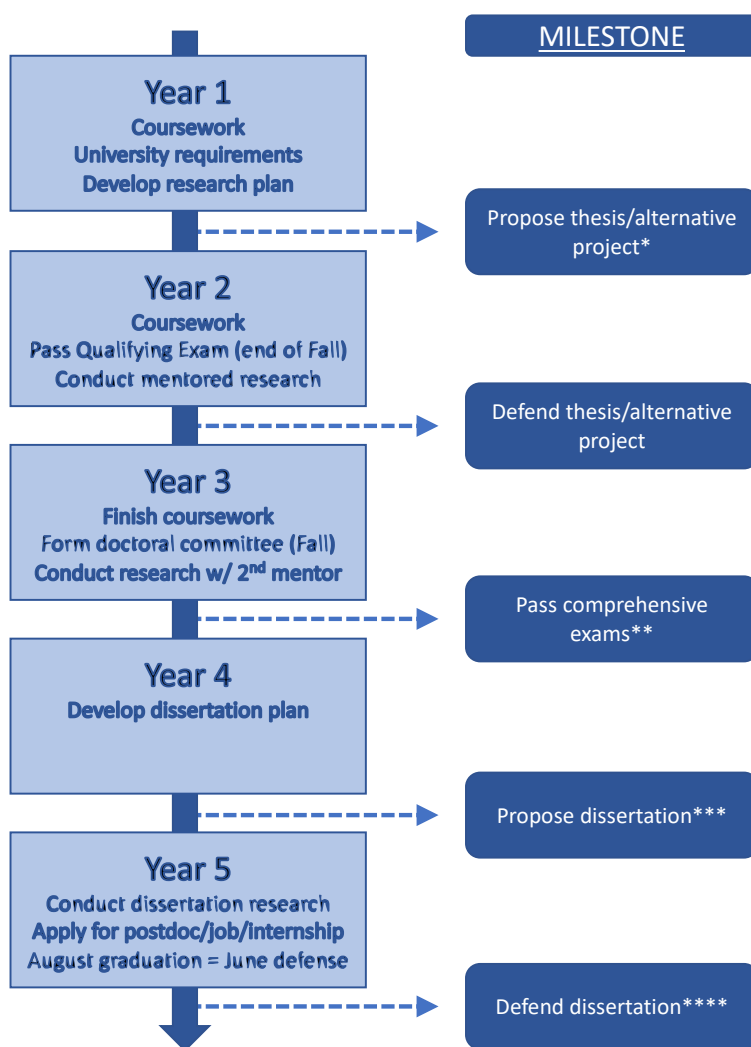 MILESTONE
Year 1
Coursework
University requirements
Develop research plan
Propose thesis/alternative
project*
Year 2
Coursework
Pass Qualifying Exam (end of Fall)
Conduct mentored research
Defend thesis/alternative
project
Year 3
Finish coursework
Form doctoral committee (Fall)
Conduct research w/ 2nd mentor
Pass comprehensive
exams**
Year 4
Develop dissertation plan
Propose dissertation***
Year 5
Conduct dissertation research
Apply for postdoc/job/internship
August graduation = June defense
Defend dissertation****